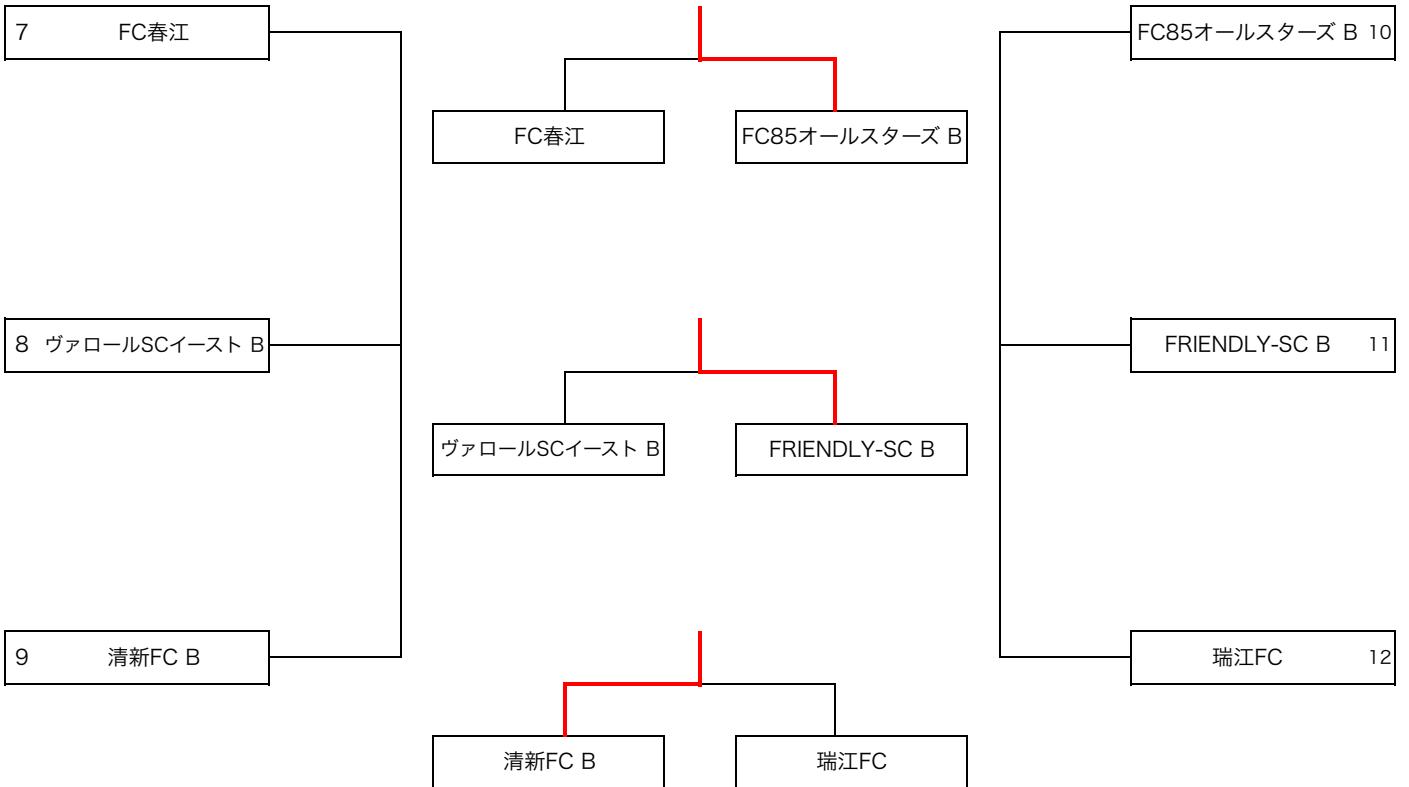 7 FC春江
FC85オールスターズ B 10
FC春江
FC85オールスターズ B
8 ヴァロールSCイースト B
FRIENDLY-SC B 11
ヴァロールSCイースト B
FRIENDLY-SC B
9 清新FC B
瑞江FC 12
清新FC B
瑞江FC